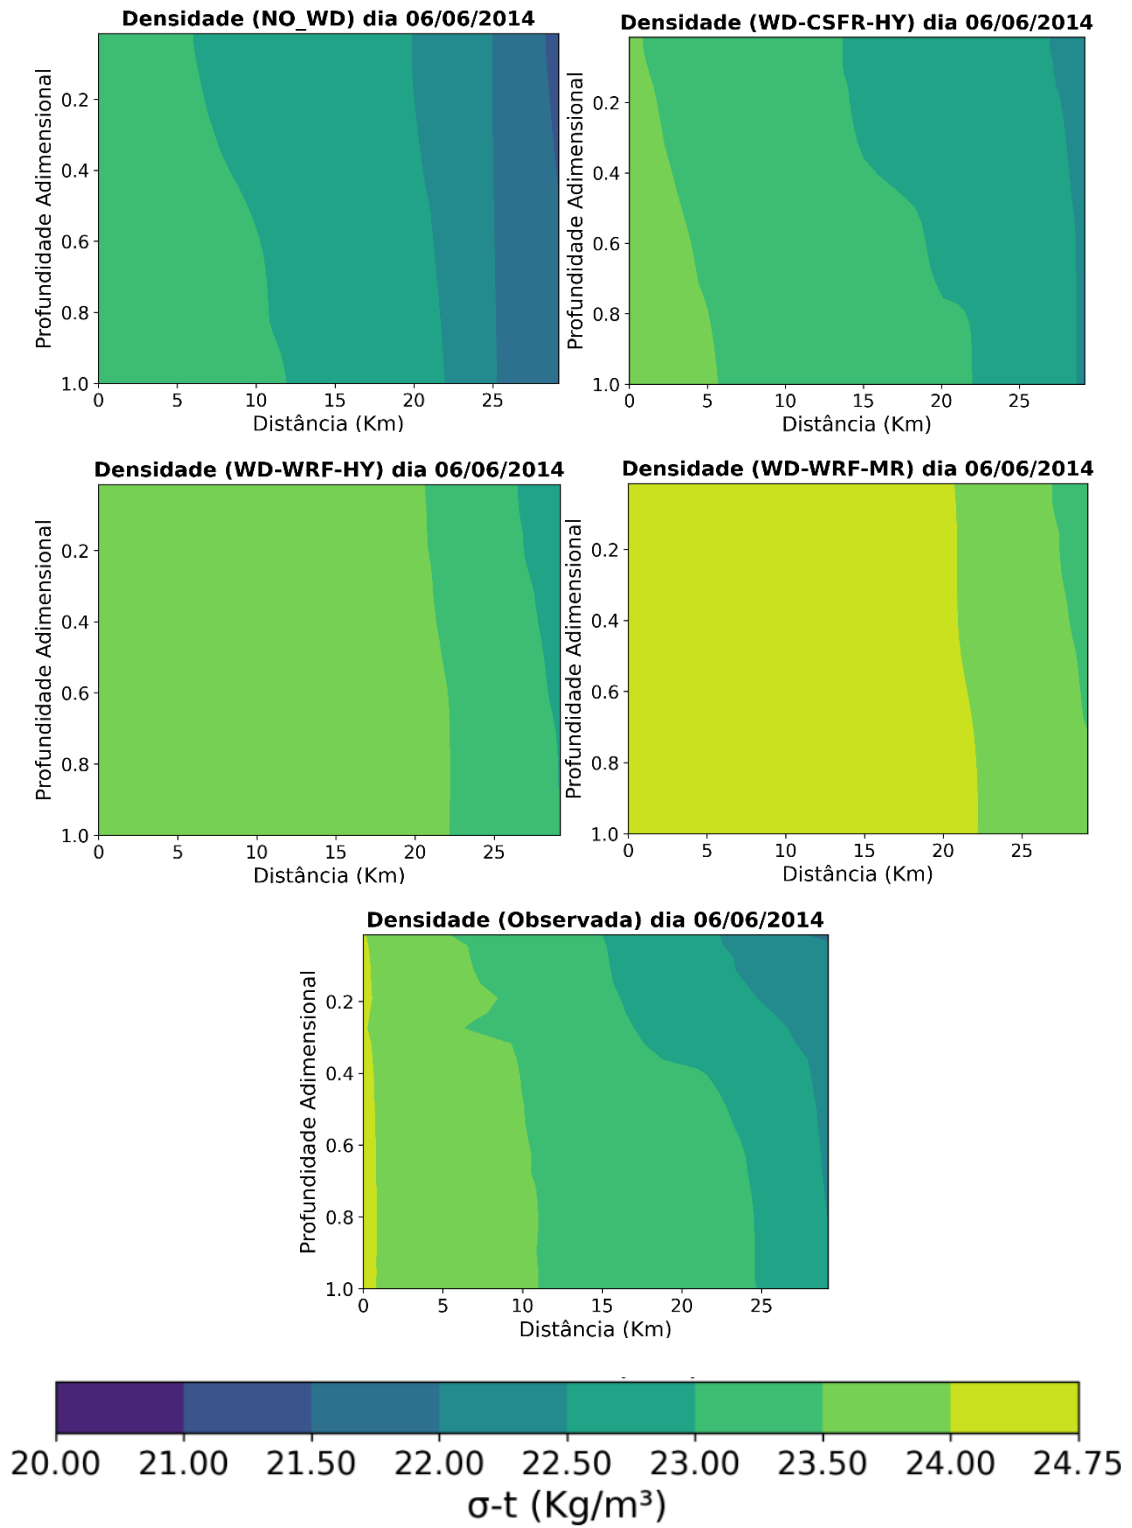 Densidade (NO_WD) dia 06/06/2014
Profundidade Adimensional
0.2
0.4
0.6
0.8
1.0
0 5 10 15 20 25
Distância (Km)
Densidade (WD-CSFR-HY) dia 06/06/2014
Profundidade Adimensional
0.2
0.4
0.6
0.8
1.0
0 5 10 15 20 25
Distância (Km)
Densidade (WD-WRF-HY) dia 06/06/2014
Profundidade Adimensional
0.2
0.4
0.6
0.8
1.0
0 5 10 15 20 25
Distância (Km)
Densidade (WD-WRF-MR) dia 06/06/2014
Profundidade Adimensional
0.2
0.4
0.6
0.8
1.0
0 5 10 15 20 25
Distância (Km)
Densidade (Observada) dia 06/06/2014
Profundidade Adimensional
0.2
0.4
0.6
0.8
1.0
0 5 10 15 20 25
Distância (Km)
20.00 21.00 21.50 22.00 22.50 23.00 23.50 24.00 24.75
σ-t (Kg/m³)